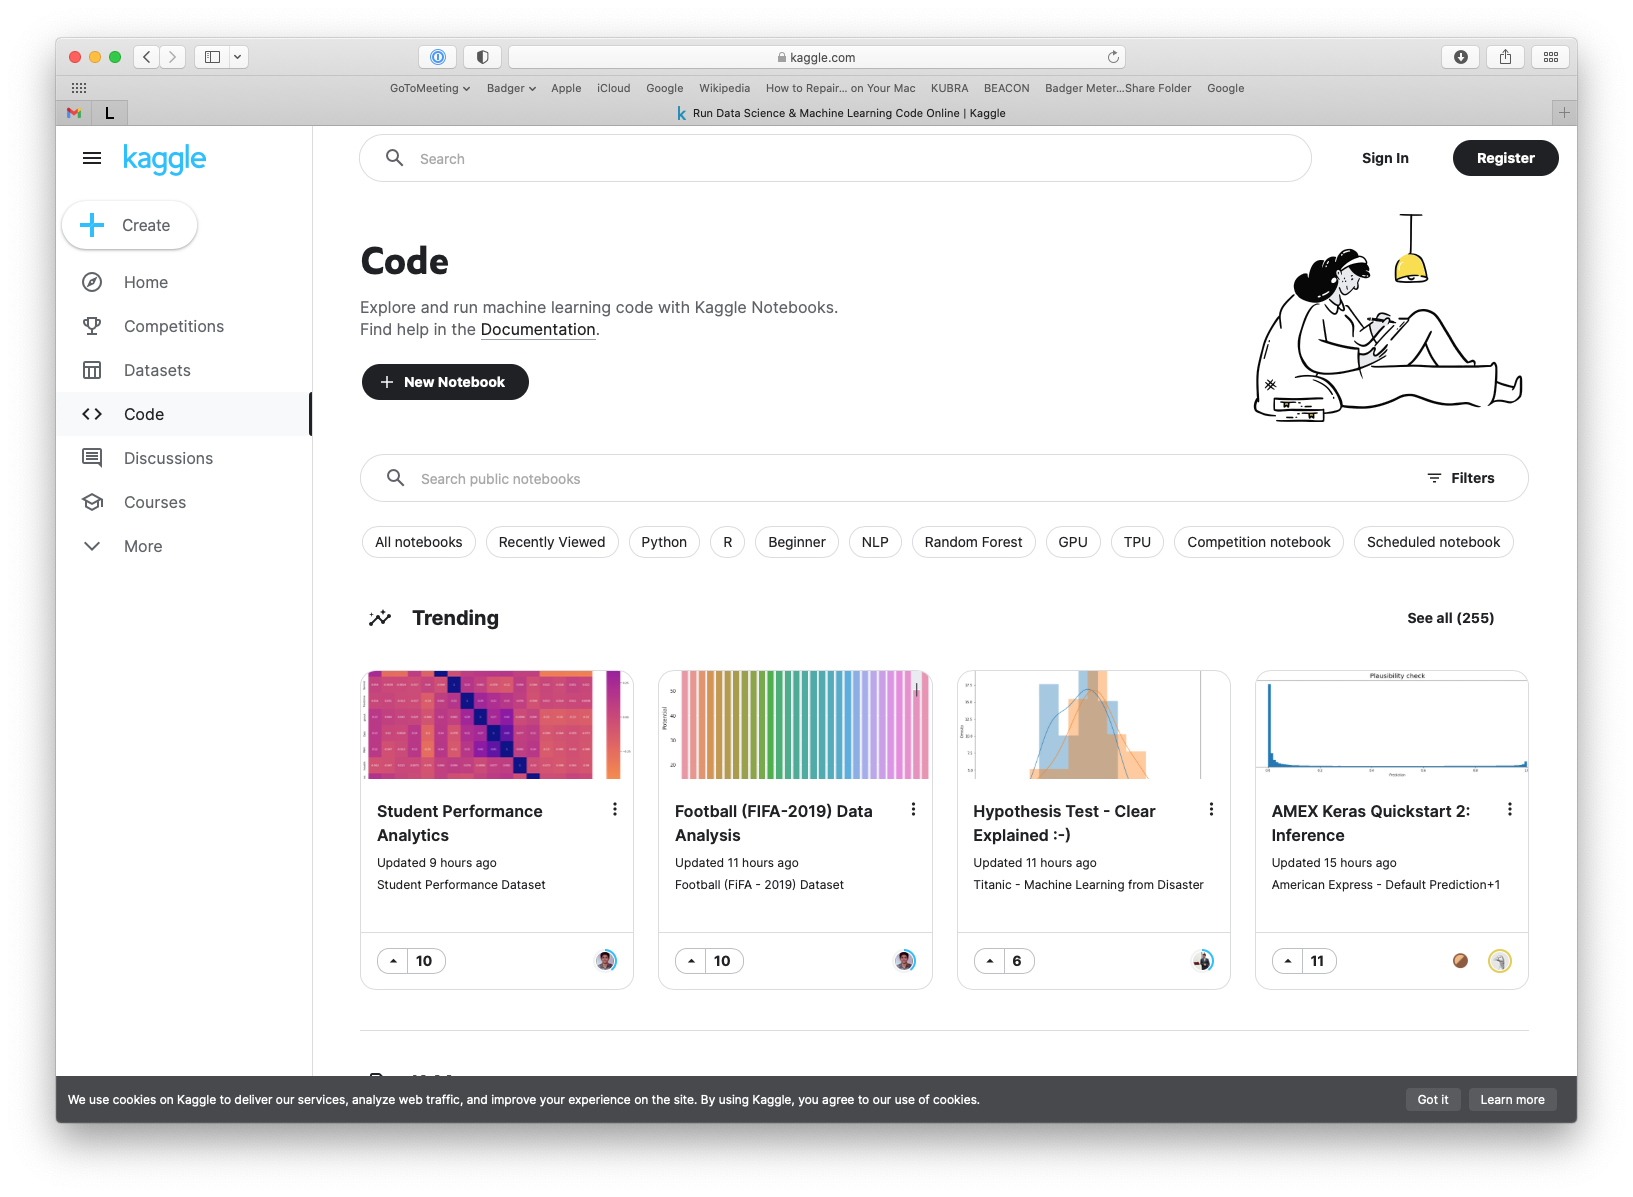 kaggle.com
GoToMeeting
Badger
Apple
iCloud
Google
Wikipedia
How to Repair... on Your Mac
KUBRA
BEACON
Badger Meter...Share Folder
Google
L
Run Data Science & Machine Learning Code Online | Kaggle
kaggle
Search
Sign In
Register
Create
Home
Competitions
Datasets
Code
Discussions
Courses
More
Code
Explore and run machine learning code with Kaggle Notebooks.
Find help in the Documentation.
New Notebook
Search public notebooks
Filters
All notebooks
Recently Viewed
Python
R
Beginner
NLP
Random Forest
GPU
TPU
Competition notebook
Scheduled notebook
Trending
See all (255)
Student Performance
Analytics
Updated 9 hours ago
Student Performance Dataset
10
50
40
30
20
Potential
Football (FIFA-2019) Data
Analysis
Updated 11 hours ago
Football (FiFA - 2019) Dataset
10
Hypothesis Test - Clear
Explained :-)
Updated 11 hours ago
Titanic - Machine Learning from Disaster
6
Plausibility check
Prediction
AMEX Keras Quickstart 2:
Inference
Updated 15 hours ago
American Express - Default Prediction+1
11
We use cookies on Kaggle to deliver our services, analyze web traffic, and improve your experience on the site. By using Kaggle, you agree to our use of cookies.
Got it
Learn more